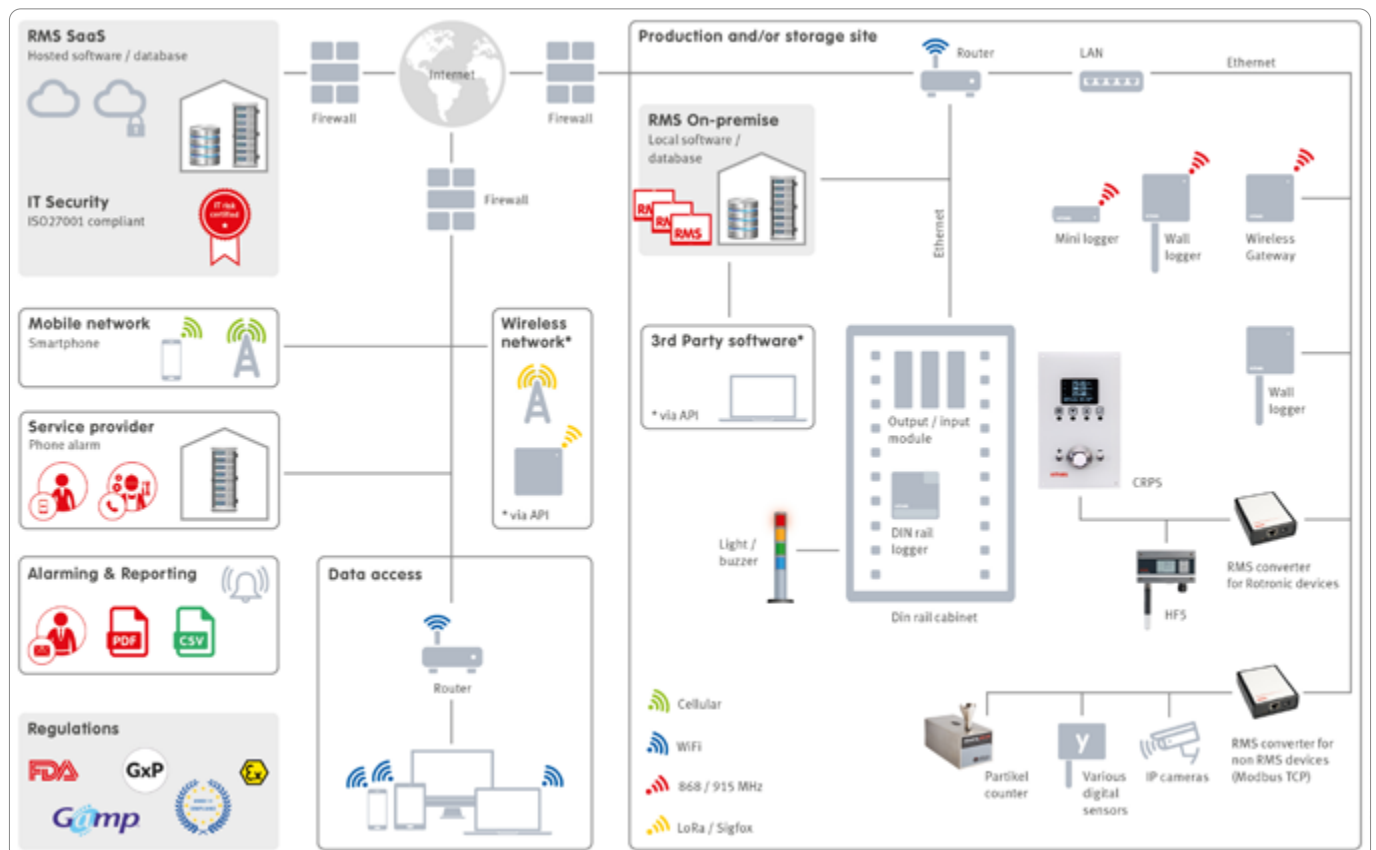 RMS SaaS
Hosted software / database
IT Security
ISO27001 compliant
IT risk
certified
Firewall
Internet
Firewall
Firewall
Mobile network
Smartphone
Wireless
network*
* via API
Service provider
Phone alarm
Alarming & Reporting
PDF
CSV
Data access
Router
Regulations
FDA
GxP
Ex
Gamp
Production and/or storage site
Router
LAN
Ethernet
RMS On-premise
Local software /
database
RMS
Ethernet
Mini logger
Wall
logger
Wireless
Gateway
3rd Party software*
* via API
Output / input
module
DIN rail
logger
Din rail cabinet
Light /
buzzer
Wall
logger
CRP5
HF5
RMS converter
for Rotronic devices
Cellular
WiFi
868 / 915 MHz
LoRa / Sigfox
Partikel
counter
y
Various
digital
sensors
IP cameras
RMS converter for
non RMS devices
(Modbus TCP)